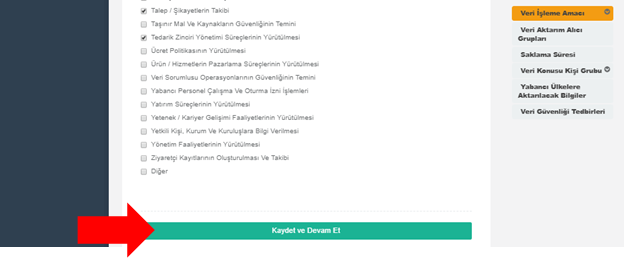 Talep / Şikayetlerin Takibi
Taşınır Mal Ve Kaynakların Güvenliğinin Temini
Tedarik Zinciri Yönetimi Süreçlerinin Yürütülmesi
Ücret Politikasının Yürütülmesi
Ürün / Hizmetlerin Pazarlama Süreçlerinin Yürütülmesi
Veri Sorumlusu Operasyonlarının Güvenliğinin Temini
Yabancı Personel Çalışma Ve Oturma İzni İşlemleri
Yatırım Süreçlerinin Yürütülmesi
Yetenek / Kariyer Gelişimi Faaliyetlerinin Yürütülmesi
Yetkili Kişi, Kurum Ve Kuruluşlara Bilgi Verilmesi
Yönetim Faaliyetlerinin Yürütülmesi
Ziyaretçi Kayıtlarının Oluşturulması Ve Takibi
Diğer
Kaydet ve Devam Et
Veri İşleme Amacı
Veri Aktarım Alıcı
Grupları
Saklama Süresi
Veri Konusu Kişi Grubu
Yabancı Ülkelere
Aktarılacak Bilgiler
Veri Güvenliği Tedbirleri